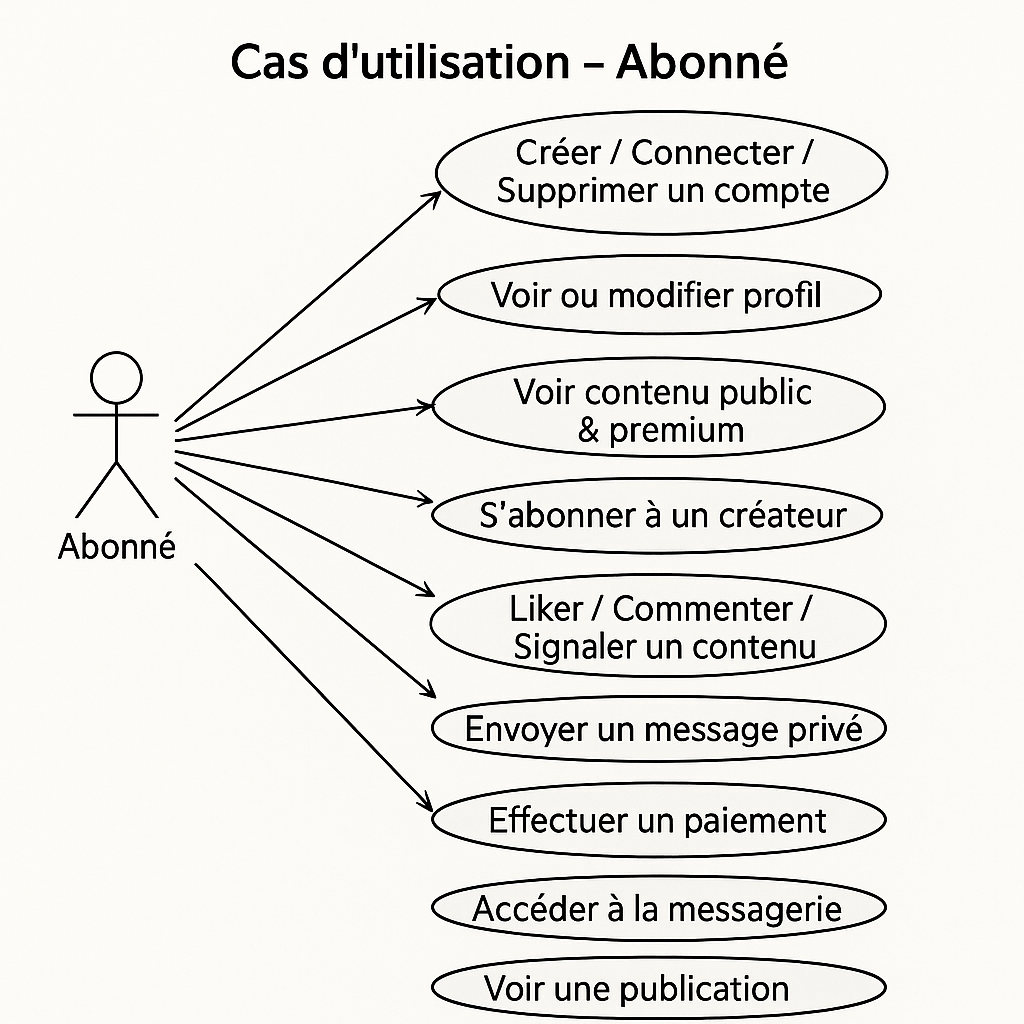 Cas d'utilisation – Abonné
Créer / Connecter /
Supprimer un compte
Voir ou modifier profil
Voir contenu public
& premium
S'abonner à un créateur
Abonné
Liker / Commenter /
Signaler un contenu
Envoyer un message privé
Effectuer un paiement
Accéder à la messagerie
Voir une publication